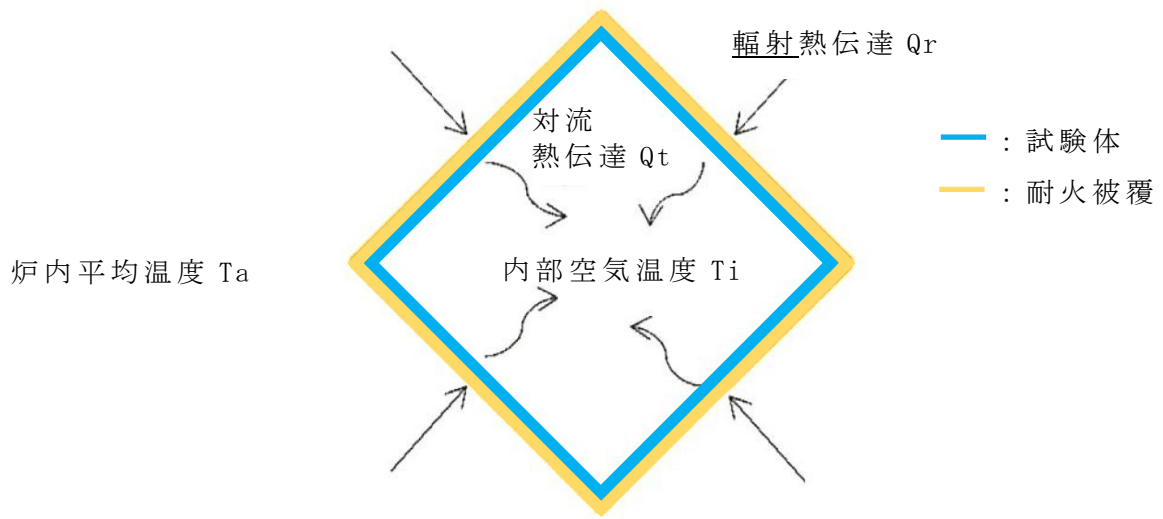 輻射熱伝達 Qr
対流
熱伝達 Qt
：試験体
：耐火被覆
炉内平均温度 Ta
内部空気温度 Ti